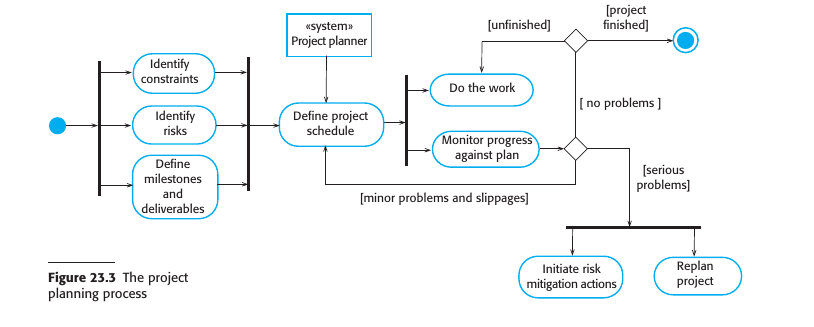 «system»
Project planner
[unfinished]
[project
finished]
Identify
constraints
Do the work
Identify
risks
Define project
schedule
[ no problems ]
Monitor progress
against plan
Define
milestones
and
deliverables
[serious
problems]
[minor problems and slippages]
Initiate risk
mitigation actions
Replan
project
Figure 23.3 The project
planning process